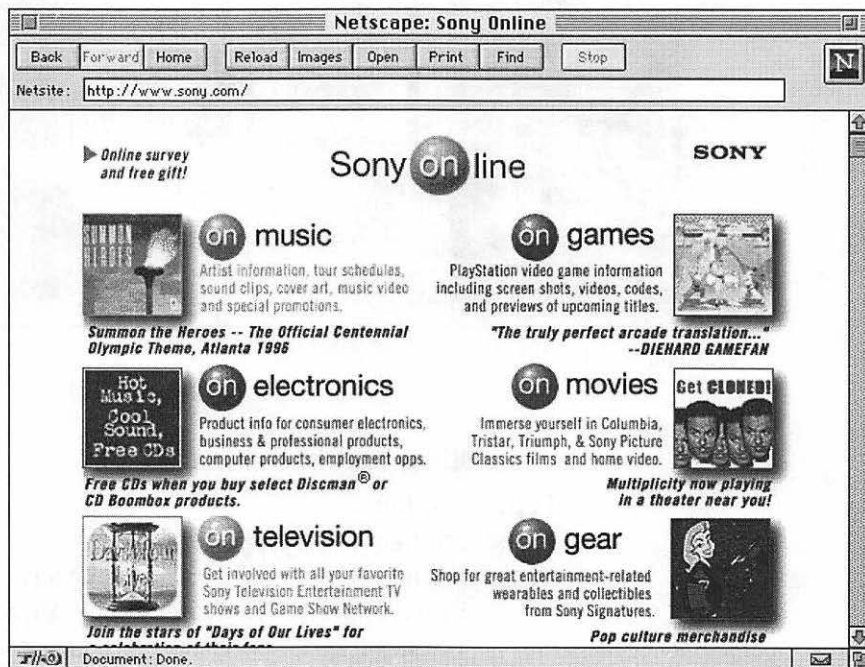 Netscape: Sony Online
Back Forward Home Reload Images Open Print Find Stop
N
Netsite: http://www.sony.com/
Online survey
and free gift!
Sony on line
SONY
on music
Artist information, tour schedules,
sound clips, cover art, music video
and special promotions.
Summon the Heroes -- The Official Centennial
Olympic Theme, Atlanta 1996
on games
PlayStation video game information
including screen shots, videos, codes,
and previews of upcoming titles.
"The truly perfect arcade translation..."
--DIEHARD GAMEFAN
Hot
Music,
Cool
Sound,
Free CDs
on electronics
Product info for consumer electronics,
business & professional products,
computer products, employment opps.
Free CDs when you buy select Discman® or
CD Boombox products.
on movies
Immerse yourself in Columbia,
Tristar, Triumph, & Sony Picture
Classics films and home video.
Get CLONED!
Multiplicity now playing
in a theater near you!
on television
Get involved with all your favorite
Sony Television Entertainment TV
shows and Game Show Network.
Join the stars of "Days of Our Lives" for
on gear
Shop for great entertainment-related
wearables and collectibles
from Sony Signatures.
Pop culture merchandise
Document: Done.